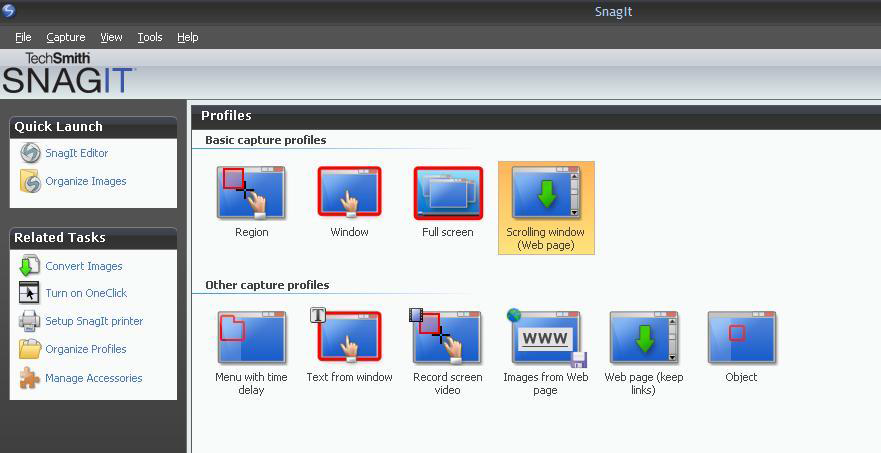 SnagIt
File Capture View Tools Help
TechSmith
SNAGIT
Quick Launch
SnagIt Editor
Organize Images
Related Tasks
Convert Images
Turn on OneClick
Setup SnagIt printer
Organize Profiles
Manage Accessories
Profiles
Basic capture profiles
Region
Window
Full screen
Scrolling window
(Web page)
Other capture profiles
Menu with time
delay
T
Text from window
Record screen
video
WWW
Images from Web
page
Web page (keep
links)
Object